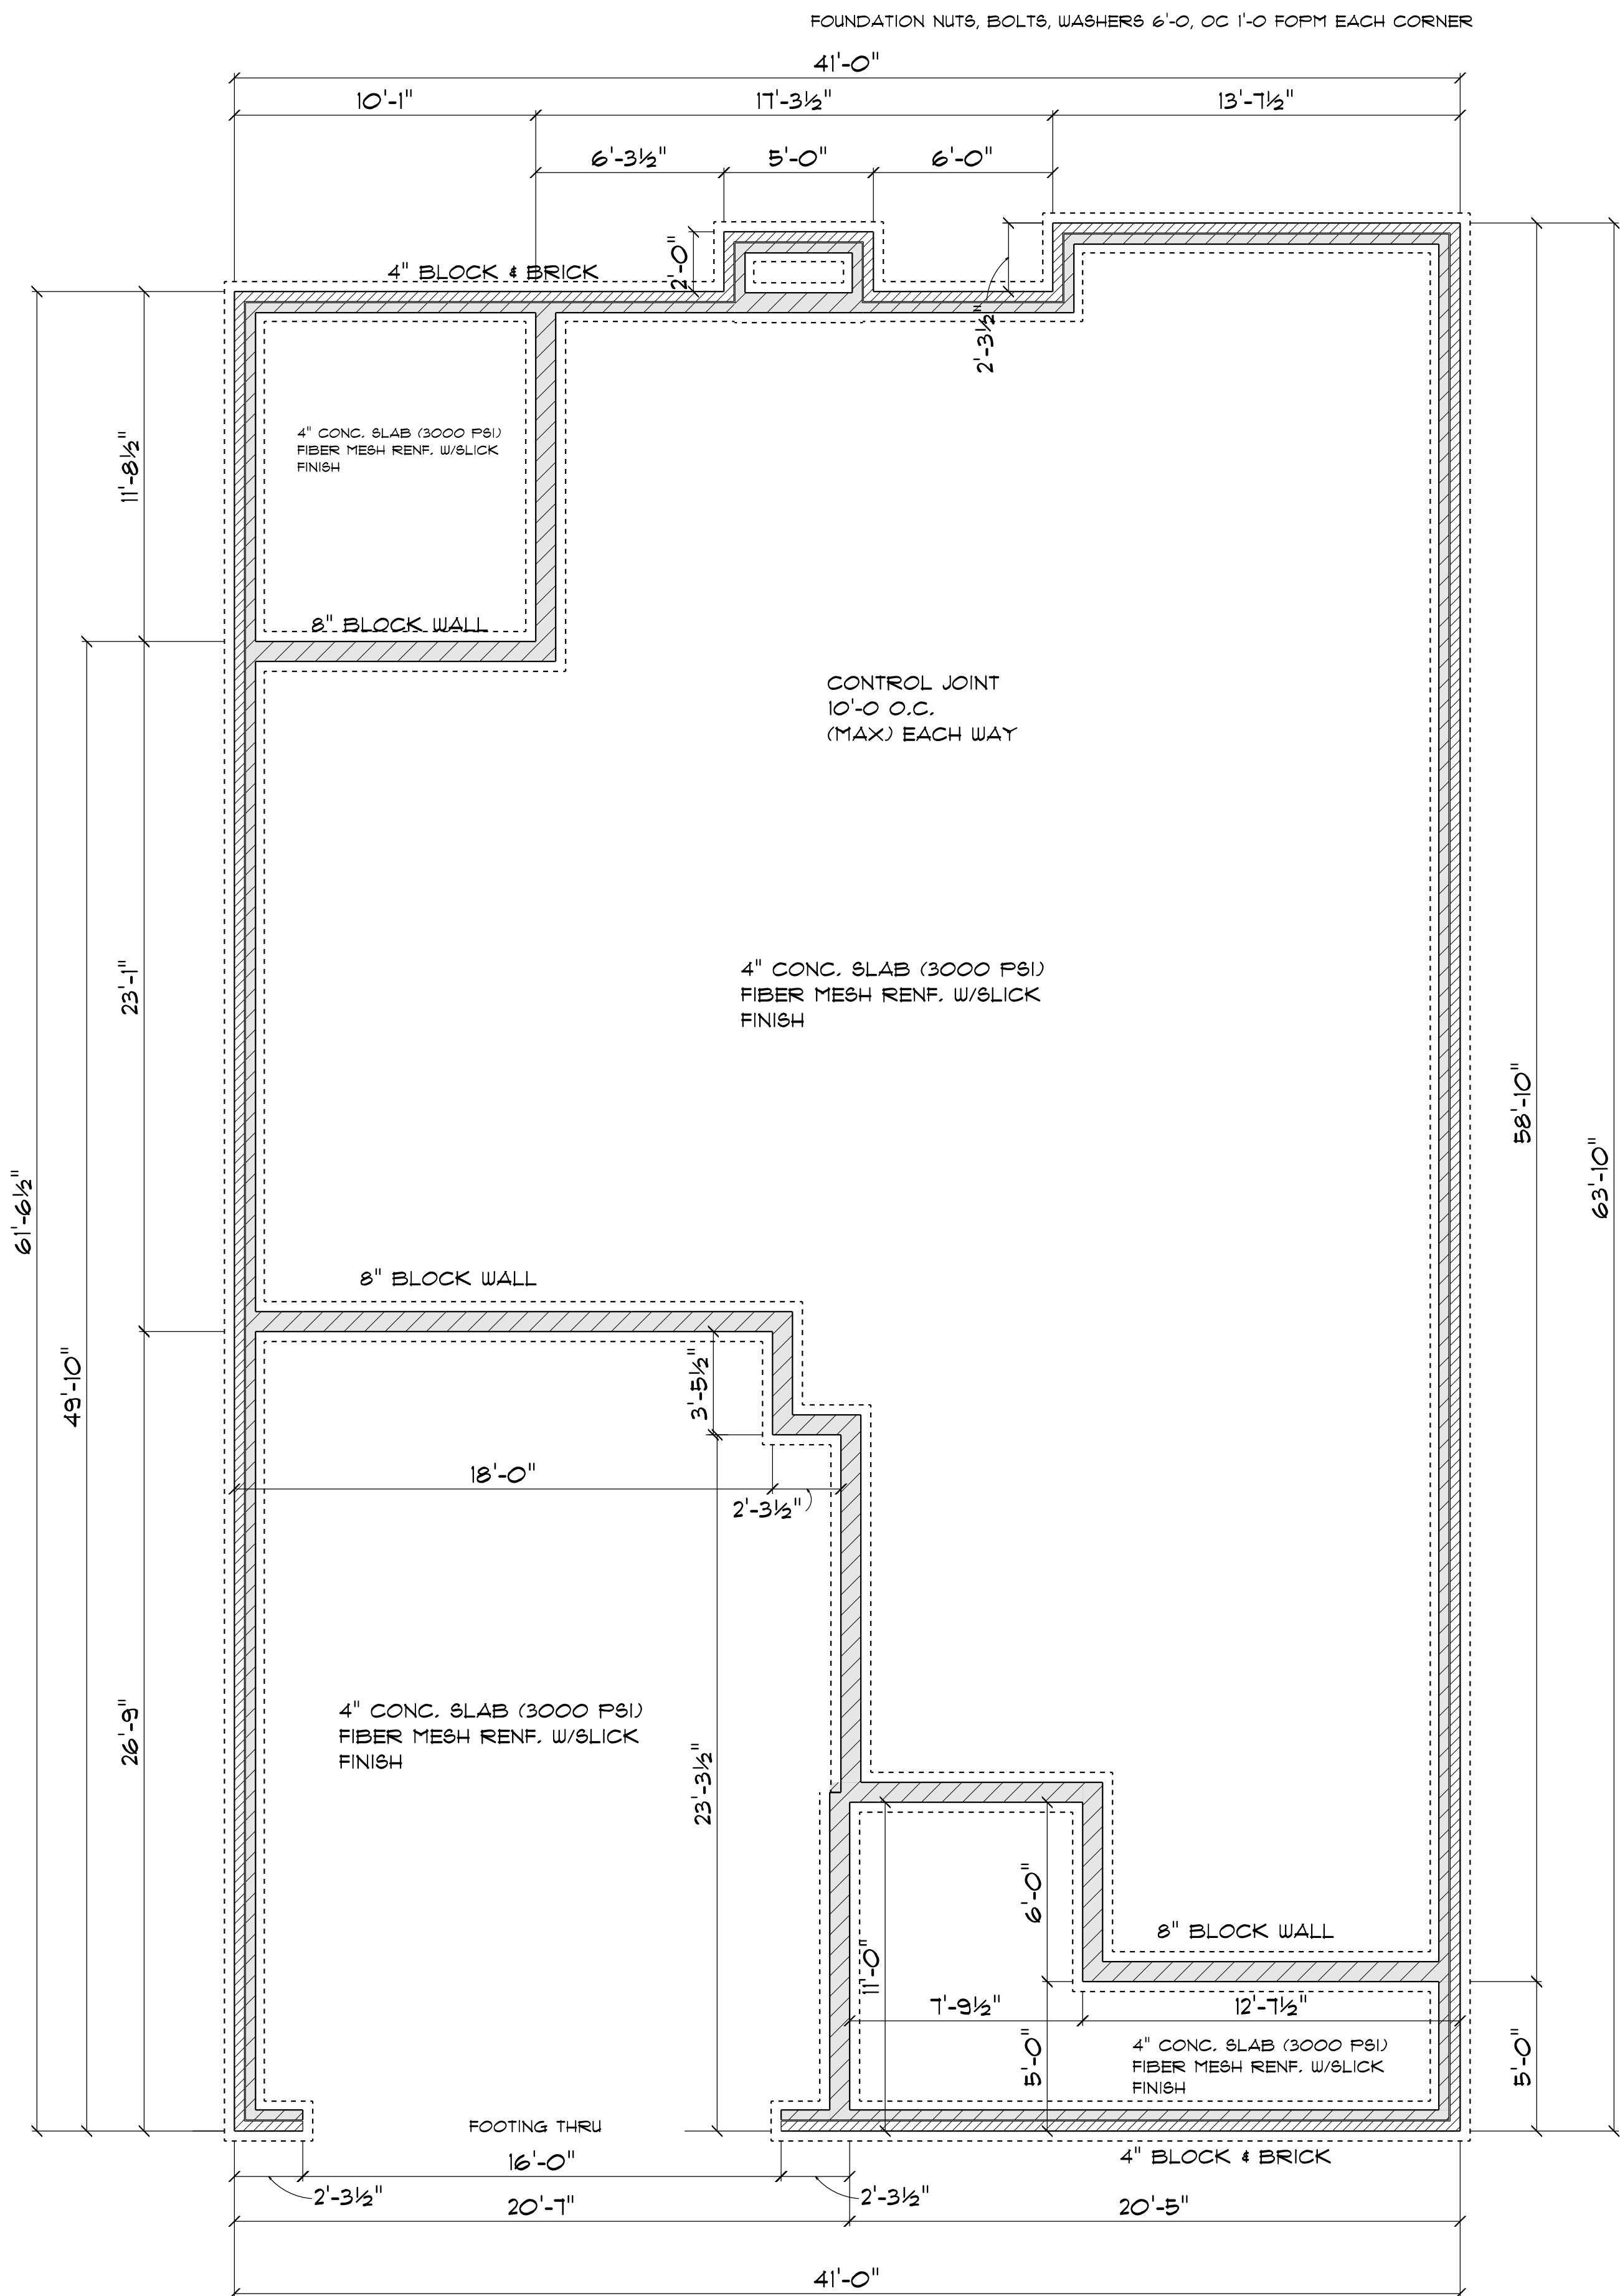 FOUNDATION NUTS, BOLTS, WASHERS 6'-0, OC 1'-0 FOPM EACH CORNER
41'-0"
10'-1"
17'-3½"
13'-7½"
6'-3½"
5'-0"
6'-0"
2'-0"
4" BLOCK & BRICK
2'-3½"
4" CONC. SLAB (3000 PSI)
FIBER MESH RENF. W/SLICK
FINISH
11'-8½"
8" BLOCK WALL
CONTROL JOINT
10'-0 O.C.
(MAX) EACH WAY
23'-1"
4" CONC. SLAB (3000 PSI)
FIBER MESH RENF. W/SLICK
FINISH
58'-10"
63'-10"
61'-6½"
8" BLOCK WALL
49'-10"
3'-5½"
18'-0"
2'-3½"
26'-9"
4" CONC. SLAB (3000 PSI)
FIBER MESH RENF. W/SLICK
FINISH
23'-3½"
6'-0"
11'-0"
8" BLOCK WALL
7'-9½"
12'-7½"
5'-0"
4" CONC. SLAB (3000 PSI)
FIBER MESH RENF. W/SLICK
FINISH
5'-0"
FOOTING THRU
4" BLOCK & BRICK
16'-0"
2'-3½"
2'-3½"
20'-7"
20'-5"
41'-0"